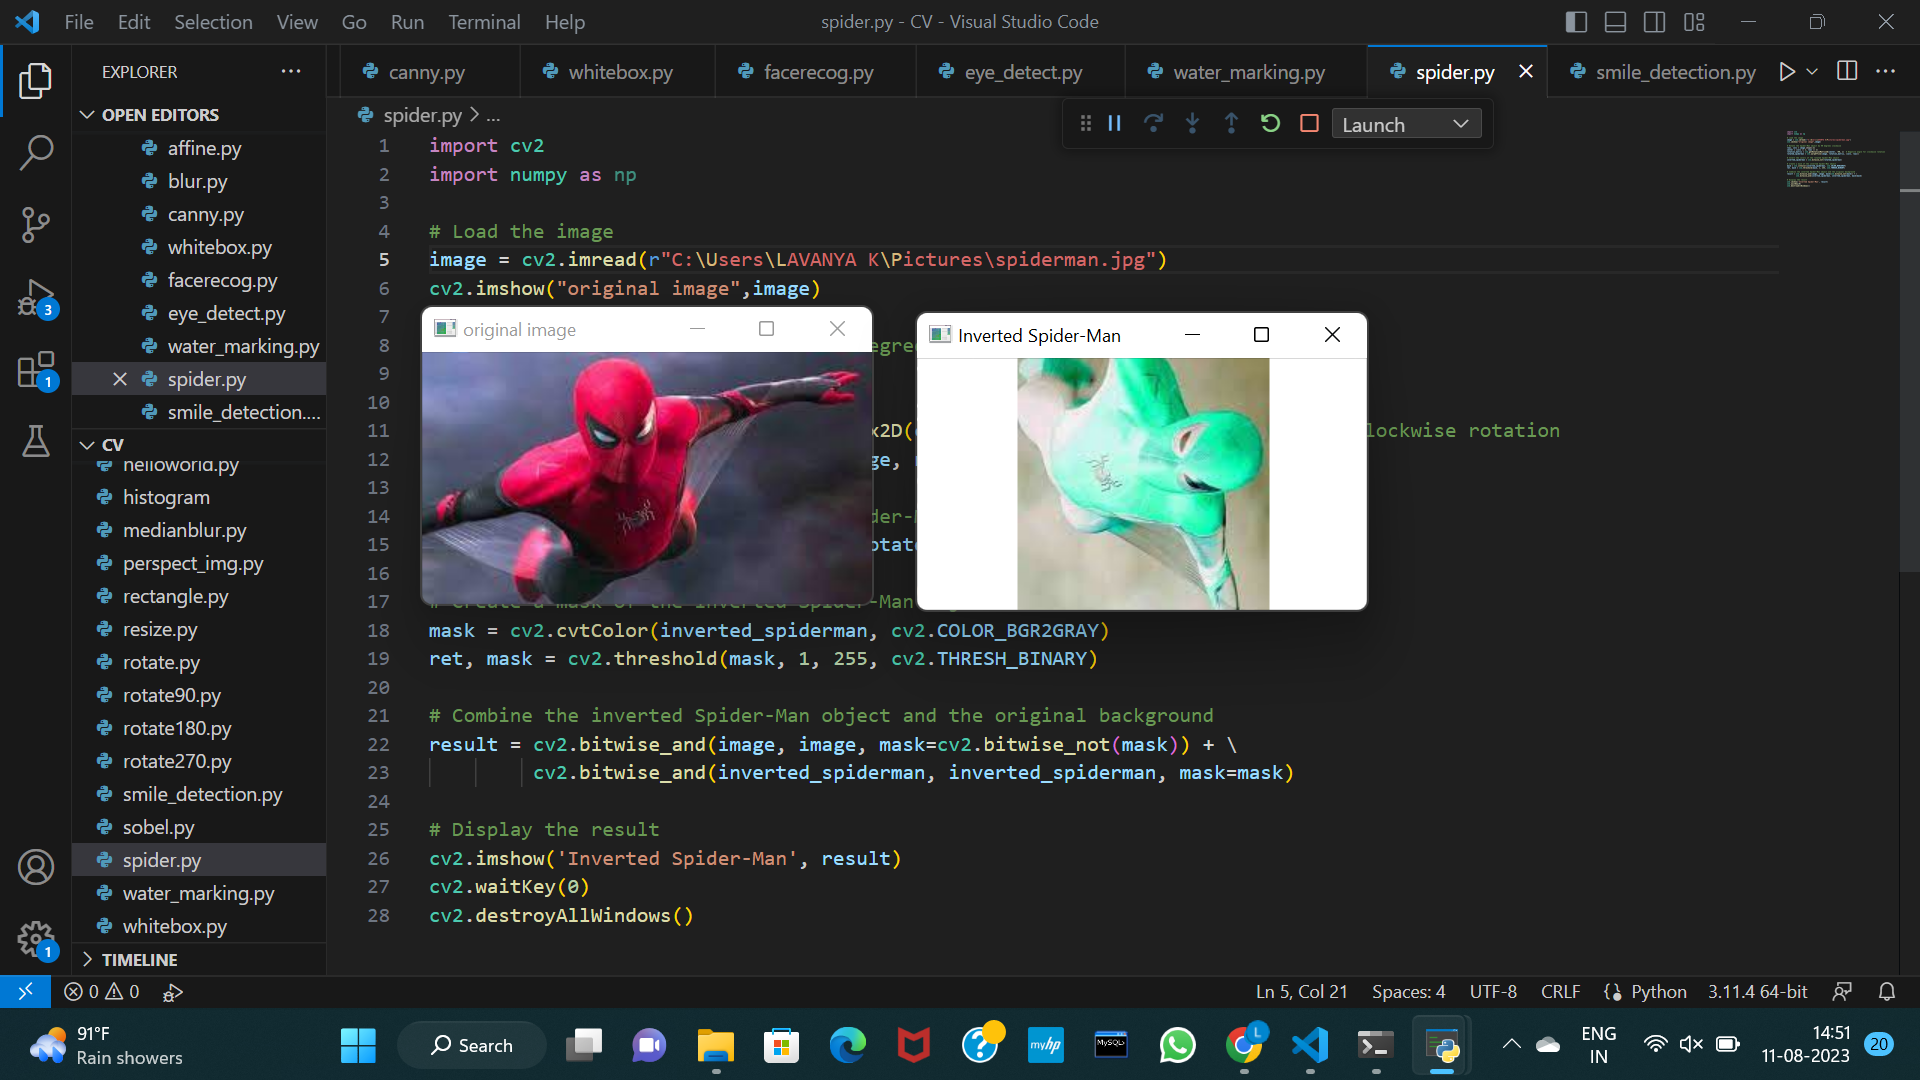 File Edit Selection View Go Run Terminal Help
spider.py - CV - Visual Studio Code
EXPLORER
canny.py
whitebox.py
facerecog.py
eye_detect.py
water_marking.py
spider.py
smile_detection.py
OPEN EDITORS
affine.py
blur.py
canny.py
whitebox.py
facerecog.py
eye_detect.py
water_marking.py
spider.py
smile_detection....
CV
helloworld.py
histogram
medianblur.py
perspect_img.py
rectangle.py
resize.py
rotate.py
rotate90.py
rotate180.py
rotate270.py
smile_detection.py
sobel.py
spider.py
water_marking.py
whitebox.py
TIMELINE
3
1
1
spider.py > ...
Launch
1 import cv2
2 import numpy as np
3
4 # Load the image
5 image = cv2.imread(r"C:\Users\LAVANYA K\Pictures\spiderman.jpg")
6 cv2.imshow("original image",image)
7
8
9
10
11 x2D( lockwise rotation
12 ge,
13
14 der-M
15 otate
16
17 # Create a mask of the inverted Spider-Man
18 mask = cv2.cvtColor(inverted_spiderman, cv2.COLOR_BGR2GRAY)
19 ret, mask = cv2.threshold(mask, 1, 255, cv2.THRESH_BINARY)
20
21 # Combine the inverted Spider-Man object and the original background
22 result = cv2.bitwise_and(image, image, mask=cv2.bitwise_not(mask)) + \
23 cv2.bitwise_and(inverted_spiderman, inverted_spiderman, mask=mask)
24
25 # Display the result
26 cv2.imshow('Inverted Spider-Man', result)
27 cv2.waitKey(0)
28 cv2.destroyAllWindows()
original image
Inverted Spider-Man
0 0
Ln 5, Col 21 Spaces: 4 UTF-8 CRLF Python 3.11.4 64-bit
91°F
Rain showers
Search
myhp
MySQL
L
ENG
IN
14:51
11-08-2023
20